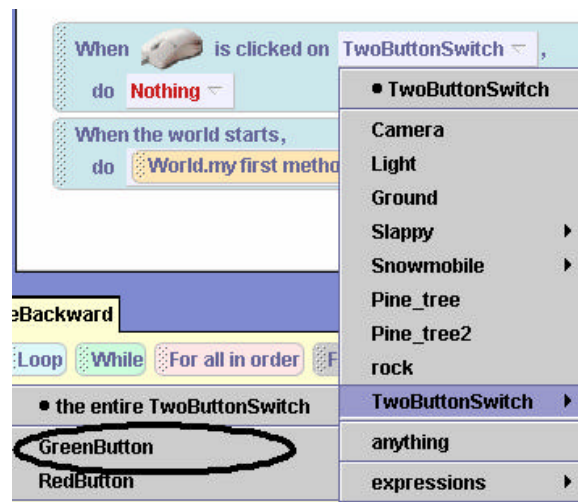 When is clicked on TwoButtonSwitch ,
do Nothing
When the world starts,
do World.my first metho
• TwoButtonSwitch
Camera
Light
Ground
Slappy
Snowmobile
Pine_tree
Pine_tree2
rock
TwoButtonSwitch
anything
expressions
eBackward
Loop While For all in order F
• the entire TwoButtonSwitch
GreenButton
RedButton